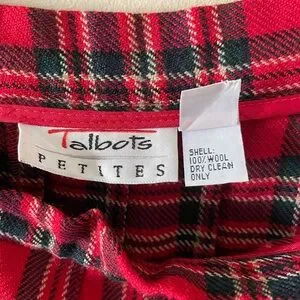 Talbots
PETITES
SHELL:
100% WOOL
DRY CLEAN
ONLY